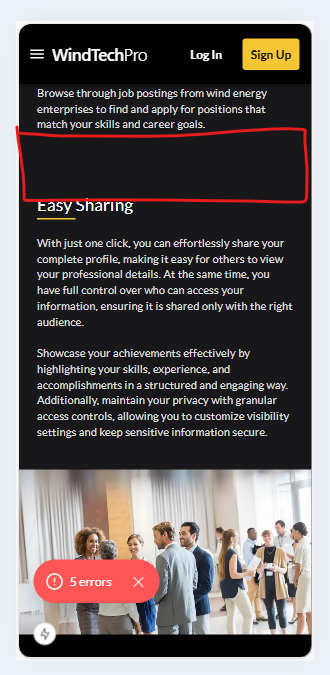 WindTechPro
Log In
Sign Up
Browse through job postings from wind energy
enterprises to find and apply for positions that
match your skills and career goals.
Easy Sharing
With just one click, you can effortlessly share your
complete profile, making it easy for others to view
your professional details. At the same time, you
have full control over who can access your
information, ensuring it is shared only with the right
audience.
Showcase your achievements effectively by
highlighting your skills, experience, and
accomplishments in a structured and engaging way.
Additionally, maintain your privacy with granular
access controls, allowing you to customize visibility
settings and keep sensitive information secure.
5 errors